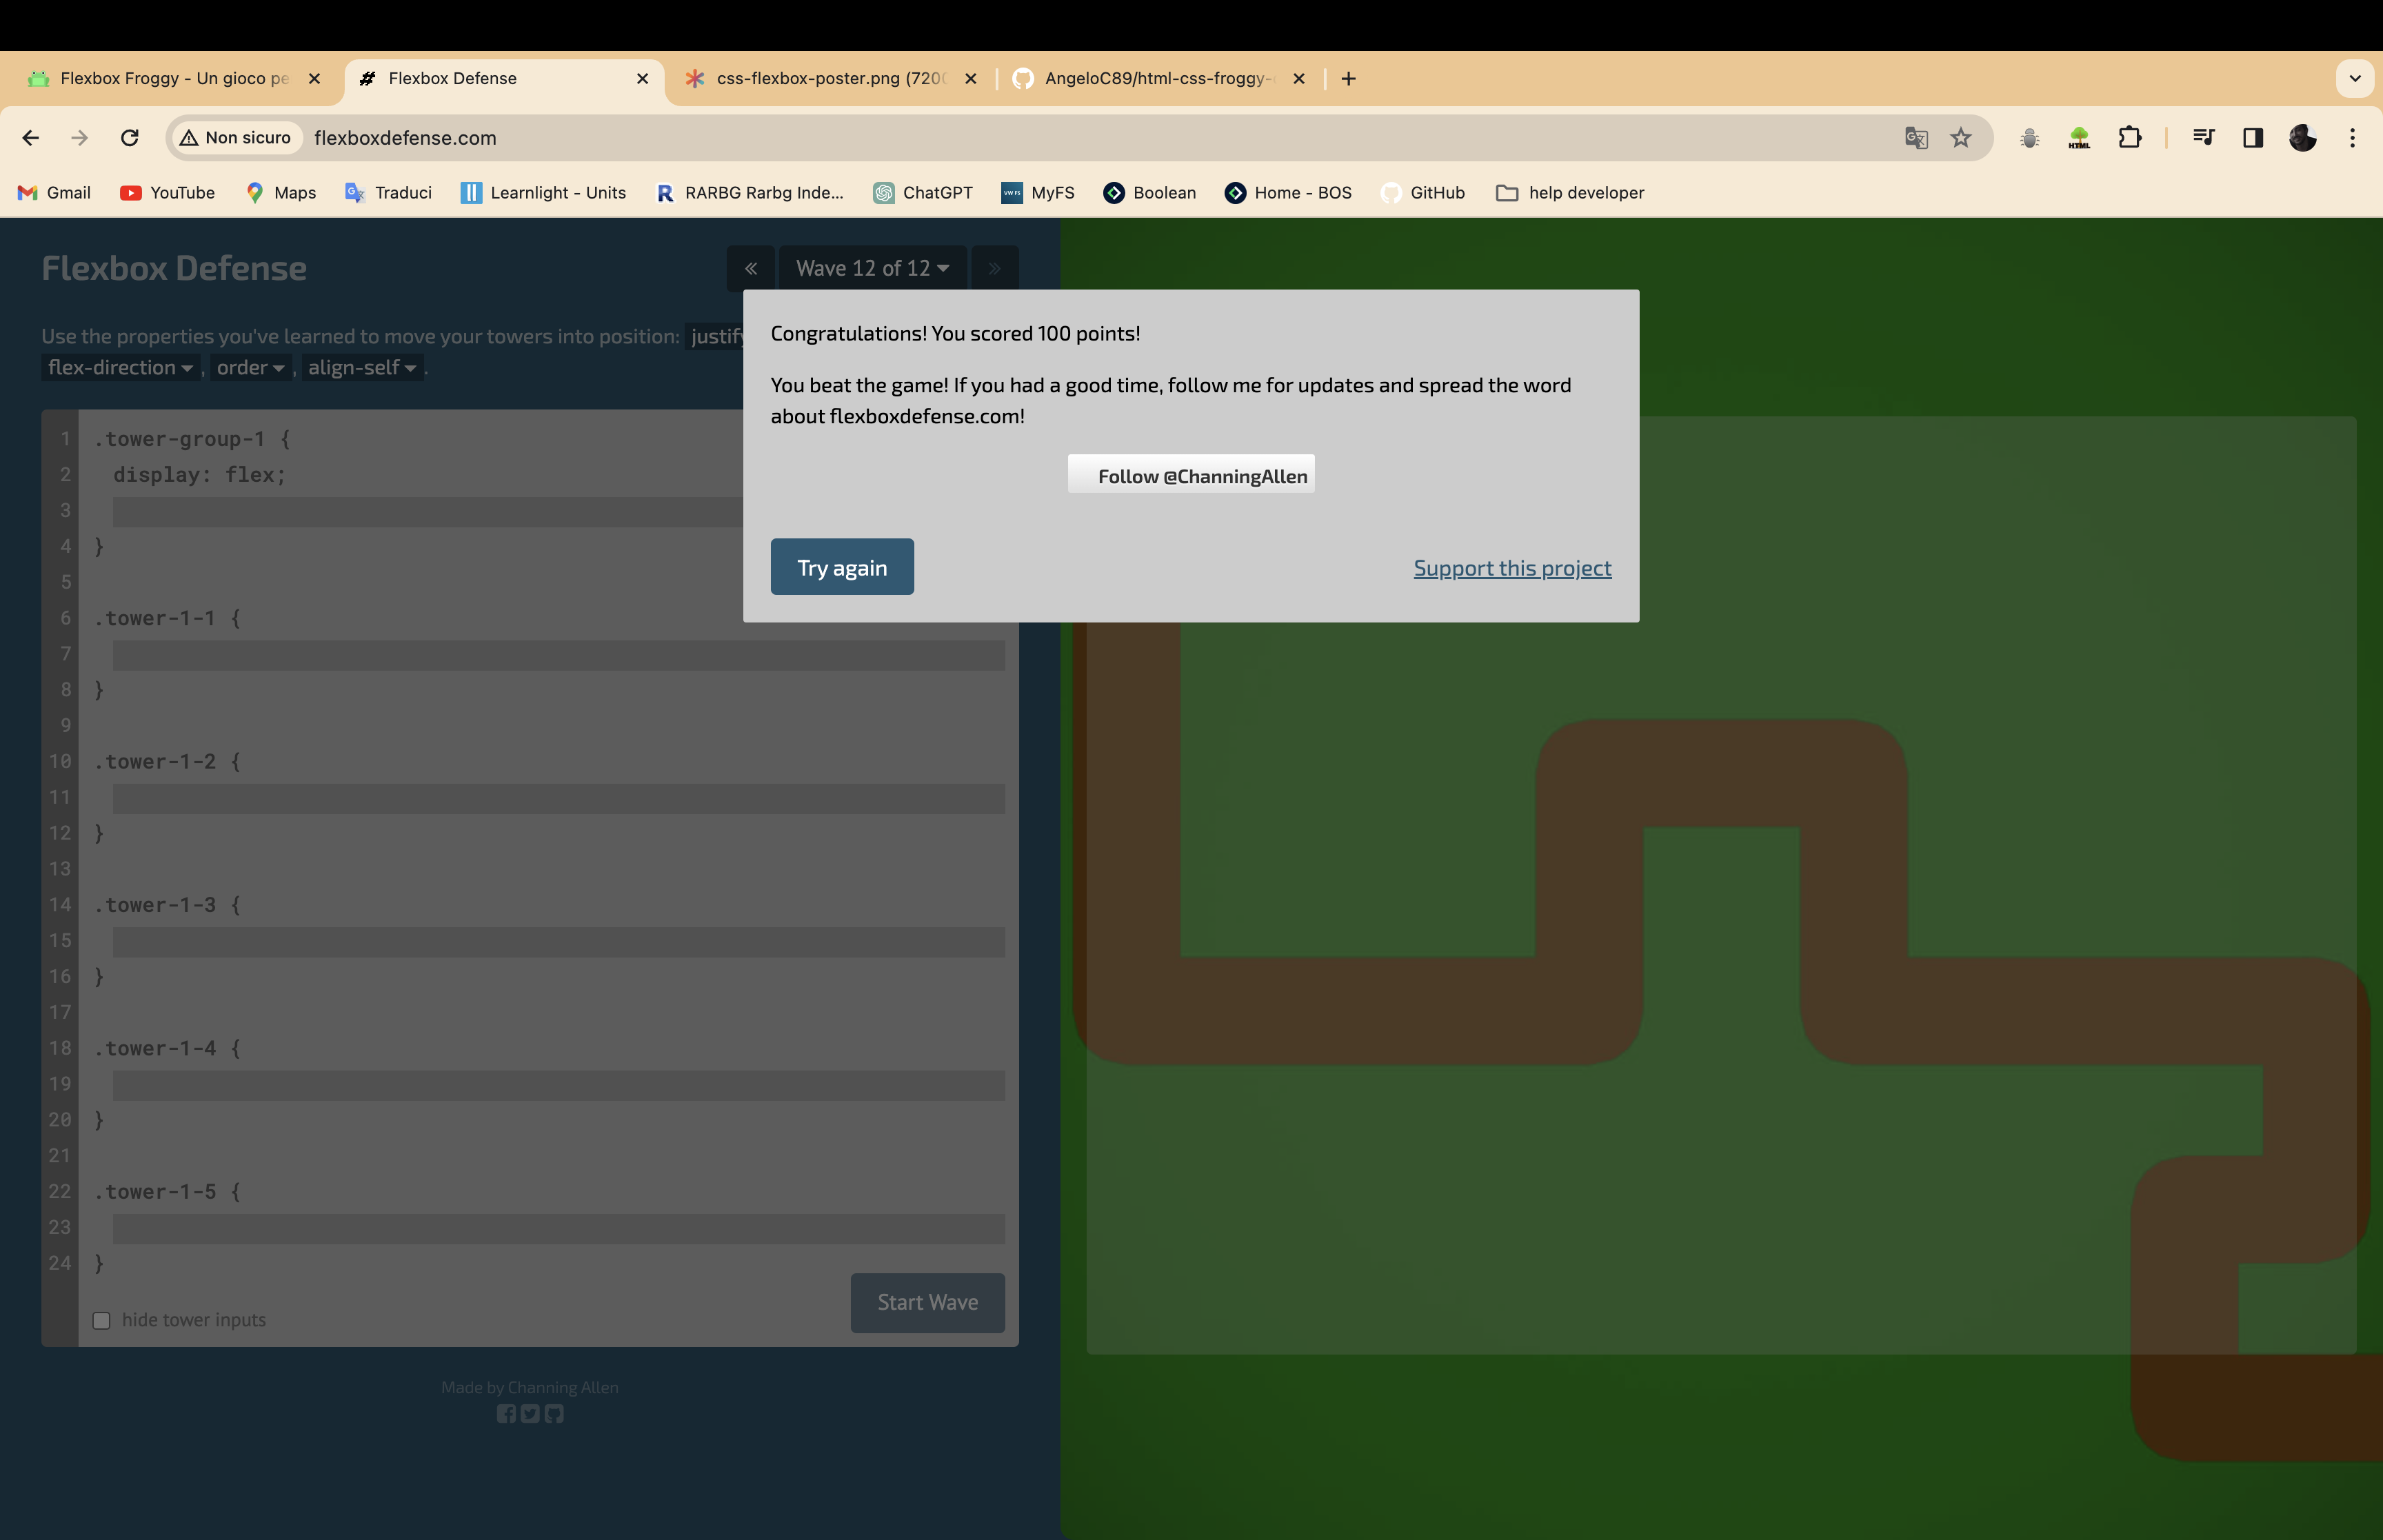 Flexbox Froggy - Un gioco pe
Flexbox Defense
css-flexbox-poster.png (720
AngeloC89/html-css-froggy-
Non sicuro
flexboxdefense.com
HTML
Gmail
YouTube
Maps
Traduci
Learnlight - Units
RARBG Rarbg Inde...
ChatGPT
VW FS
MyFS
Boolean
Home - BOS
GitHub
help developer
Flexbox Defense
« Wave 12 of 12 »
Use the properties you've learned to move your towers into position: justify
flex-direction , order , align-self .
1 .tower-group-1 {
2 display: flex;
3
4 }
5
6 .tower-1-1 {
7
8 }
9
10 .tower-1-2 {
11
12 }
13
14 .tower-1-3 {
15
16 }
17
18 .tower-1-4 {
19
20 }
21
22 .tower-1-5 {
23
24 }
hide tower inputs
Start Wave
Made by Channing Allen
Congratulations! You scored 100 points!
You beat the game! If you had a good time, follow me for updates and spread the word
about flexboxdefense.com!
Follow @ChanningAllen
Try again
Support this project